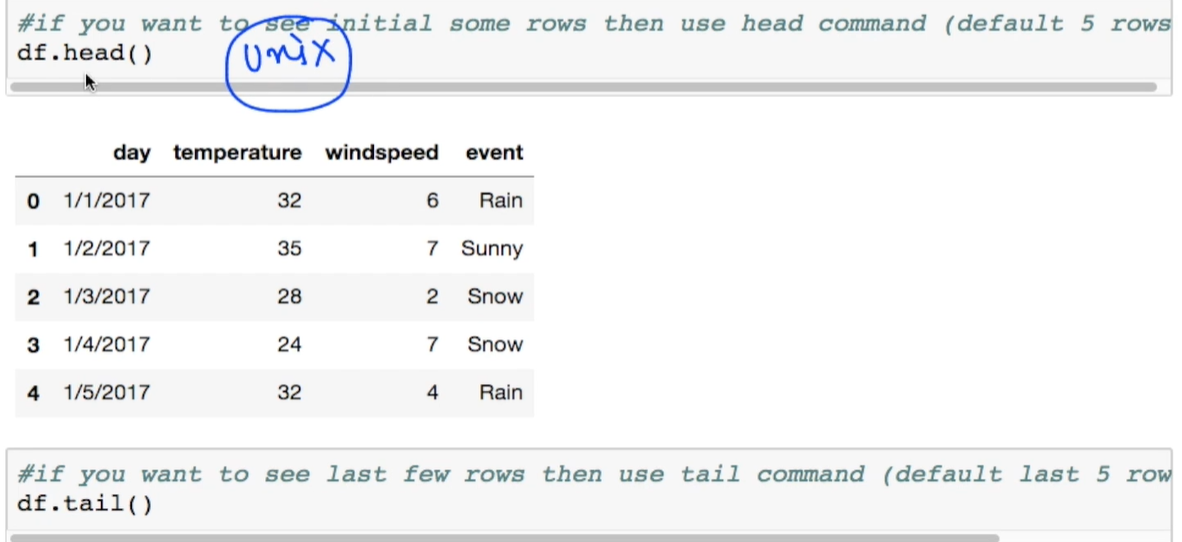 #if you want to see initial some rows then use head command (default 5 rows
df.head()
Unix
day temperature windspeed event
0 1/1/2017 32 6 Rain
1 1/2/2017 35 7 Sunny
2 1/3/2017 28 2 Snow
3 1/4/2017 24 7 Snow
4 1/5/2017 32 4 Rain
#if you want to see last few rows then use tail command (default last 5 row
df.tail()